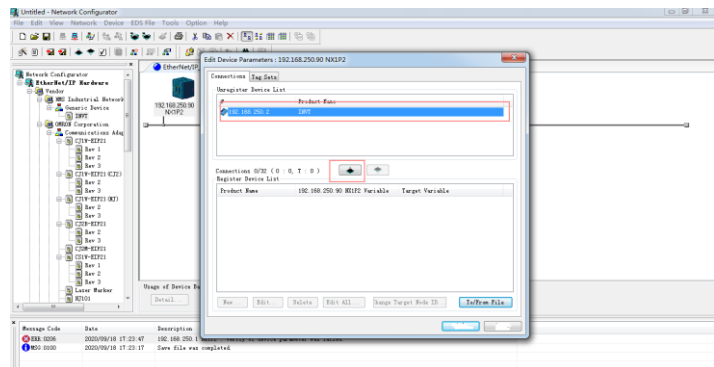 Untitled - Network Configurator
File Edit View Network Device EDS File Tools Option Help
Network Configurator
EtherNet/IP Hardware
Vendor
HMS Industrial Network
Generic Device
INVT
OMRON Corporation
Communications Adap
CJ1W-EIP21
Rev 1
Rev 2
Rev 3
CJ1W-EIP21(CJ2)
Rev 2
Rev 3
CJ1W-EIP21(NJ)
Rev 2
Rev 3
CJ2B-EIP21
Rev 2
Rev 3
CJ2M-EIP21
CS1W-EIP21
Rev 1
Rev 2
Rev 3
Laser Marker
EtherNet/IP
192.168.250.90
NX1P2
Usage of Device Ba
Detail...
Edit Device Parameters : 192.168.250.90 NX1P2
Connections Tag Sets
Unregister Device List
# Product Name
192.168.250.2 INVT
Connections 0/32 ( O : 0, T : 0 )
Register Device List
Product Name 192.168.250.90 NX1P2 Variable Target Variable
New... Edit... Delete Edit All... Change Target Node ID... To/From File
Message Code Date Description
ERR:0206 2020/09/18 17:23:47 192.168.250.1
MSG:0100 2020/09/18 17:23:17 Save file was completed.